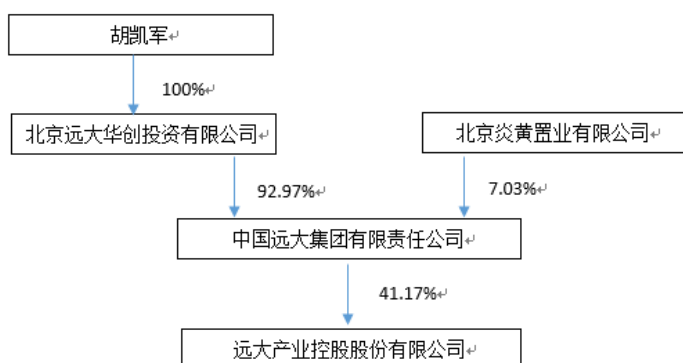 胡凯军
100%
北京远大华创投资有限公司
北京炎黄置业有限公司
92.97%
7.03%
中国远大集团有限责任公司
41.17%
远大产业控股股份有限公司